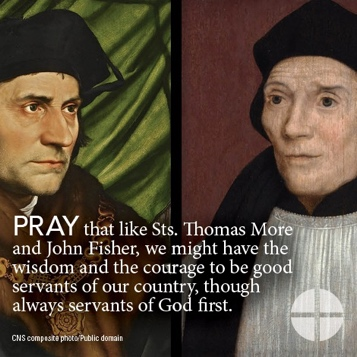 PRAY that like Sts. Thomas More
and John Fisher, we might have the
wisdom and the courage to be good
servants of our country, though
always servants of God first.
CNS composite photo/Public domain